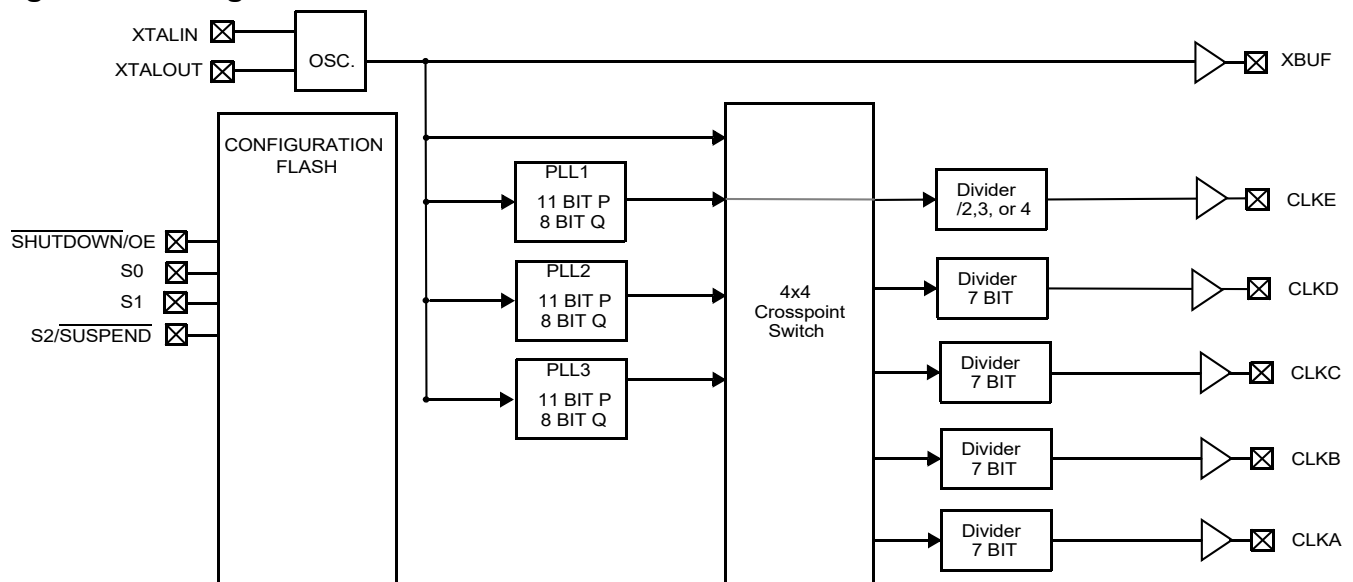 XTALIN
XTALOUT
OSC.
XBUF
CONFIGURATION
FLASH
SHUTDOWN/OE
S0
S1
S2/SUSPEND
PLL1
11 BIT P
8 BIT Q
PLL2
11 BIT P
8 BIT Q
PLL3
11 BIT P
8 BIT Q
4x4
Crosspoint
Switch
Divider
/2,3, or 4
CLKE
Divider
7 BIT
CLKD
Divider
7 BIT
CLKC
Divider
7 BIT
CLKB
Divider
7 BIT
CLKA